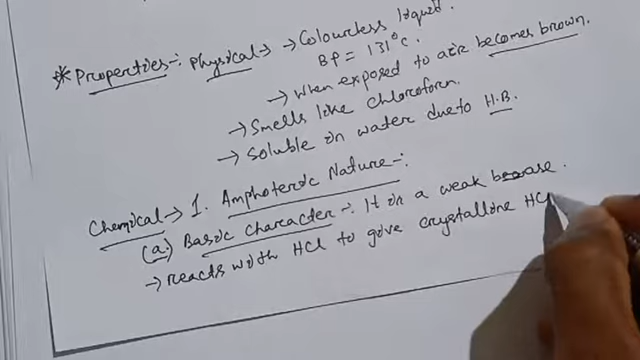 * Properties-: Physical→ → Colourless liquid.
BP = 131°C.
→ When exposed to air becomes brown.
→ Smells like chloroform.
→ Soluble in water due to H.B.
Chemical→ 1. Amphoteric Nature-:
(a.) Basic Character-: It is a weak base.
→ reacts with HCl to give crystalline HCl